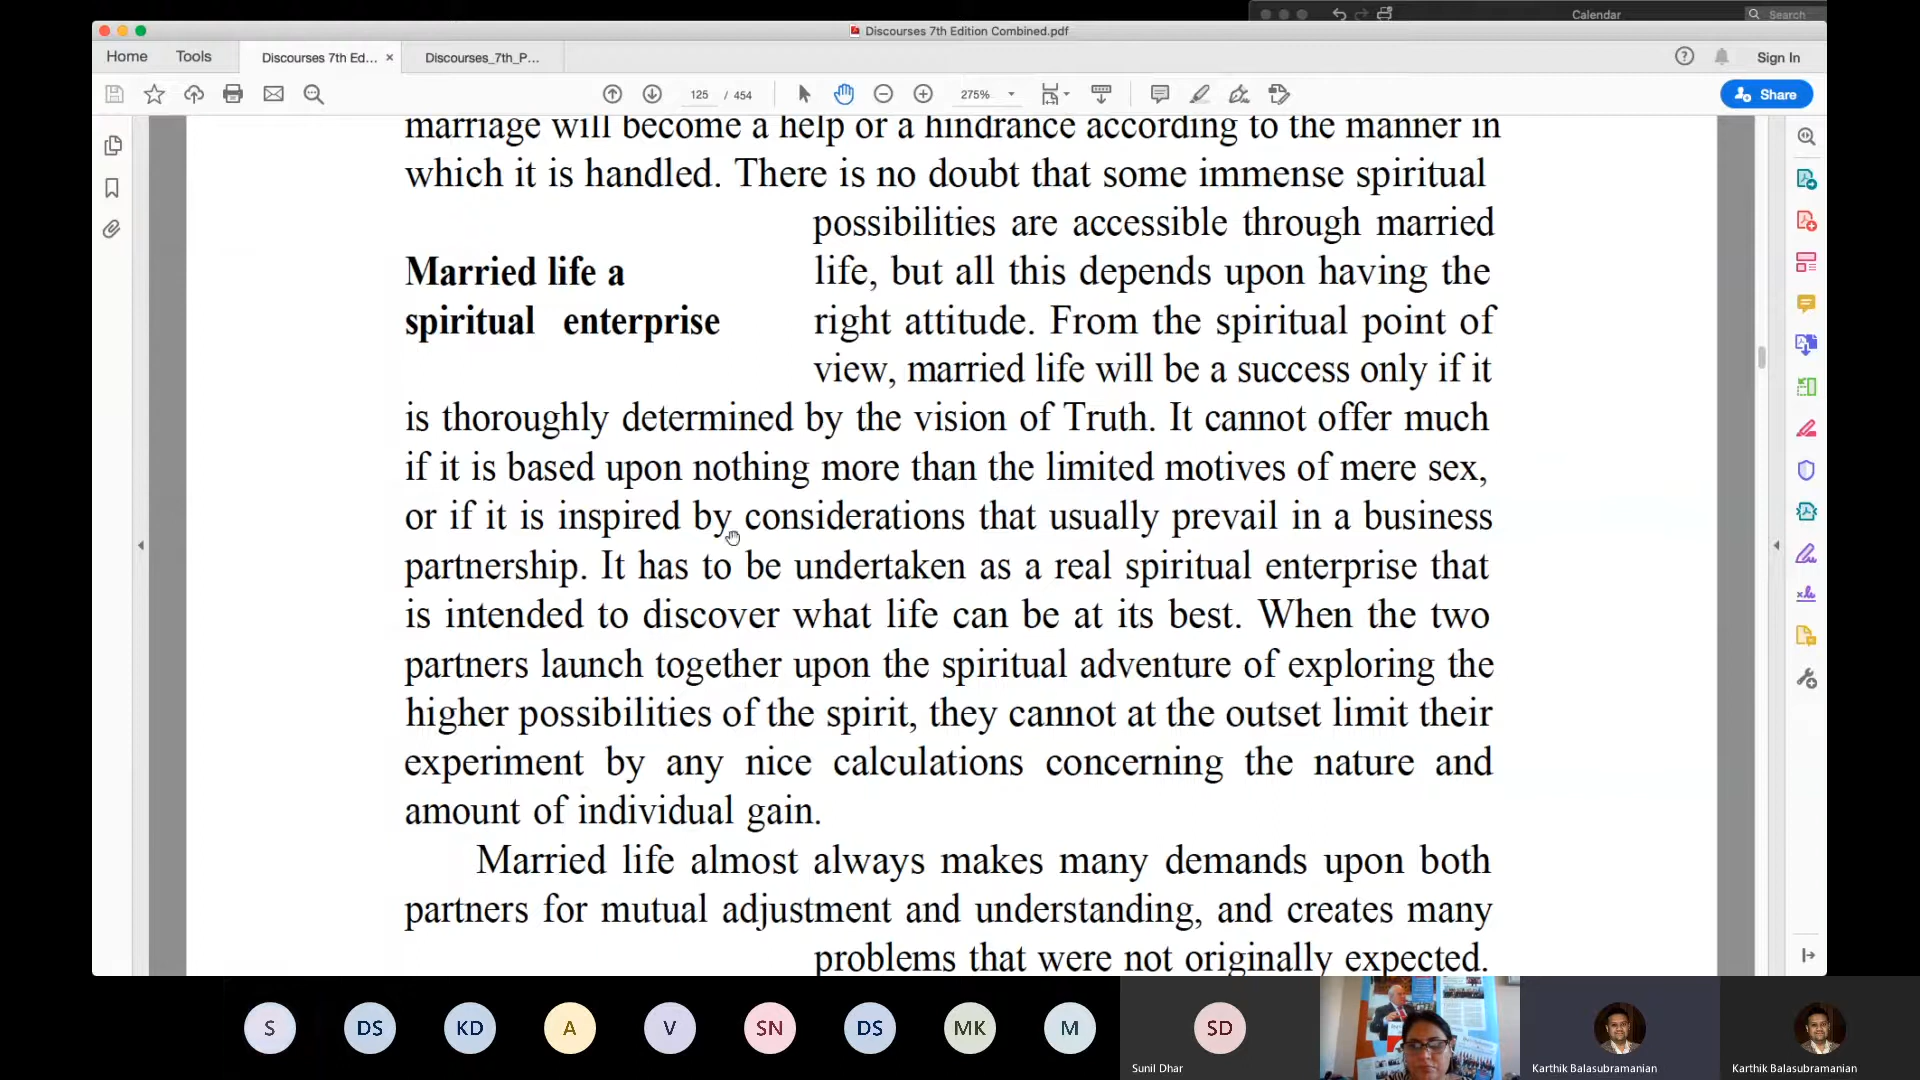 Calendar
Search
Discourses 7th Edition Combined.pdf
Home Tools Discourses 7th Ed... × Discourses_7th_P... Sign In
125 / 454 275% Share
marriage will become a help or a hindrance according to the manner in
which it is handled. There is no doubt that some immense spiritual
possibilities are accessible through married
Married life a
spiritual enterprise
life, but all this depends upon having the
right attitude. From the spiritual point of
view, married life will be a success only if it
is thoroughly determined by the vision of Truth. It cannot offer much
if it is based upon nothing more than the limited motives of mere sex,
or if it is inspired by considerations that usually prevail in a business
partnership. It has to be undertaken as a real spiritual enterprise that
is intended to discover what life can be at its best. When the two
partners launch together upon the spiritual adventure of exploring the
higher possibilities of the spirit, they cannot at the outset limit their
experiment by any nice calculations concerning the nature and
amount of individual gain.
Married life almost always makes many demands upon both
partners for mutual adjustment and understanding, and creates many
problems that were not originally expected.
S DS KD A V SN DS MK M SD
Sunil Dhar Karthik Balasubramanian Karthik Balasubramanian